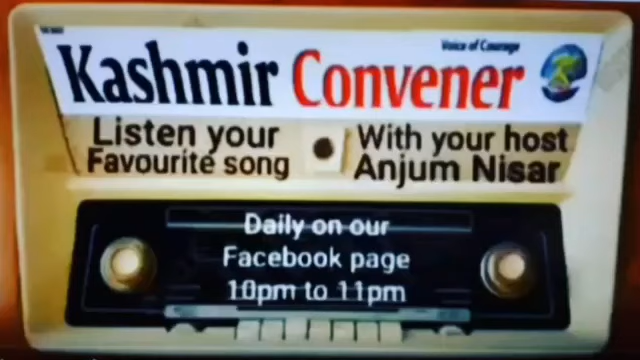 Voice of Courage
Kashmir Convener
Listen your
Favourite song
With your host
Anjum Nisar
Daily on our
Facebook page
10pm to 11pm